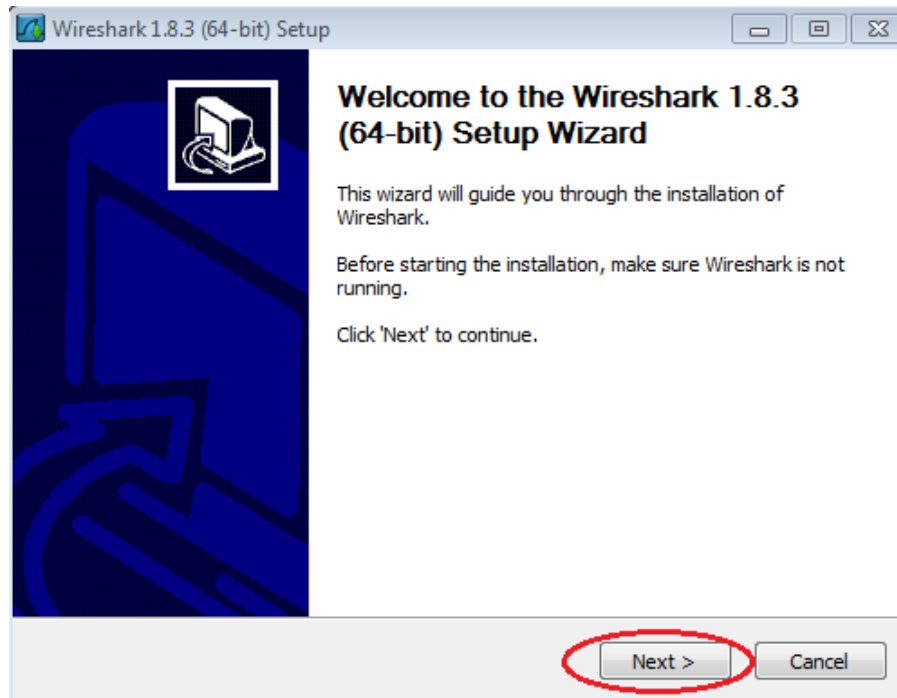 Wireshark 1.8.3 (64-bit) Setup
Welcome to the Wireshark 1.8.3
(64-bit) Setup Wizard
This wizard will guide you through the installation of
Wireshark.
Before starting the installation, make sure Wireshark is not
running.
Click 'Next' to continue.
Next >
Cancel